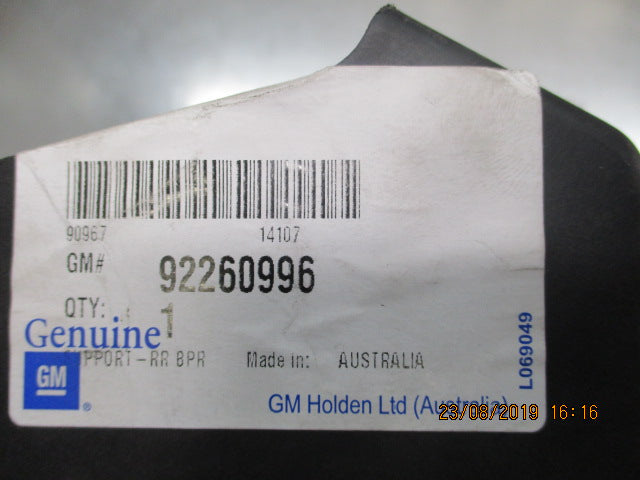 90967 14107
GM# 92260996
QTY: 1
Genuine
SUPPORT-RR BPR Made in: AUSTRALIA
GM ®
GM Holden Ltd (Australia)
L069049
23/08/2019 16:16